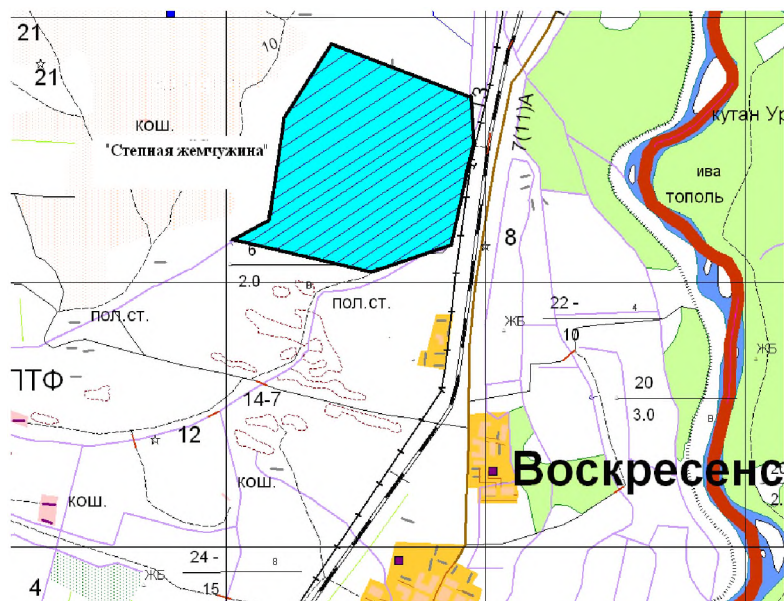 21
21
10
кош.
"Степная жемчужина"
13
7(11)А
кутан Ур
ива
тополь
8
6
2.0
в
пол.ст.
пол.ст.
22 -
10
4
ЖБ
ЖБ
ПТФ
14-7
12
20
3.0
в
Воскресенс
20
2.
кош.
кош.
24 -
15
8
ЖБ
4